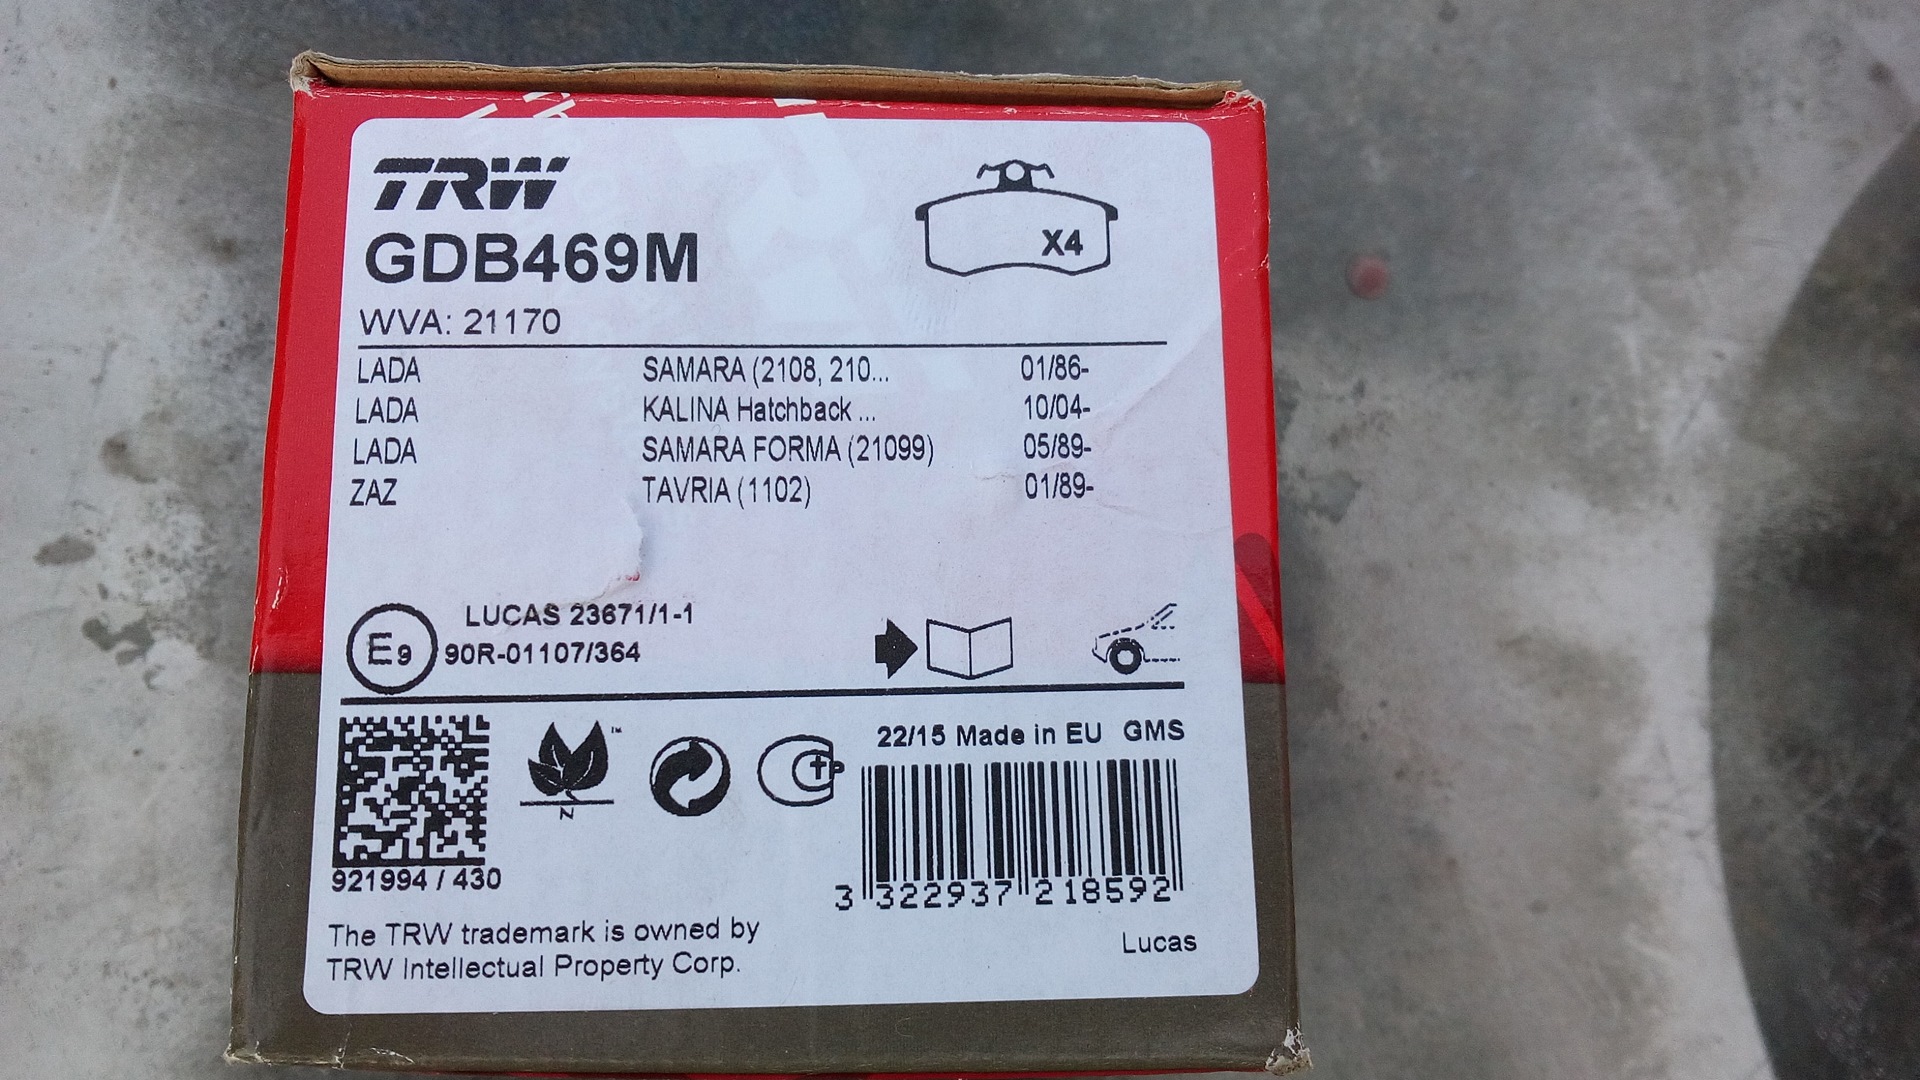 TRW
GDB469M
X4
WVA: 21170
LADA SAMARA (2108, 210... 01/86-
LADA KALINA Hatchback ... 10/04-
LADA SAMARA FORMA (21099) 05/89-
ZAZ TAVRIA (1102) 01/89-
LUCAS 23671/1-1
E9 90R-01107/364
22/15 Made in EU GMS
TM
N
921994 / 430
3 322937 218592
The TRW trademark is owned by
TRW Intellectual Property Corp.
Lucas